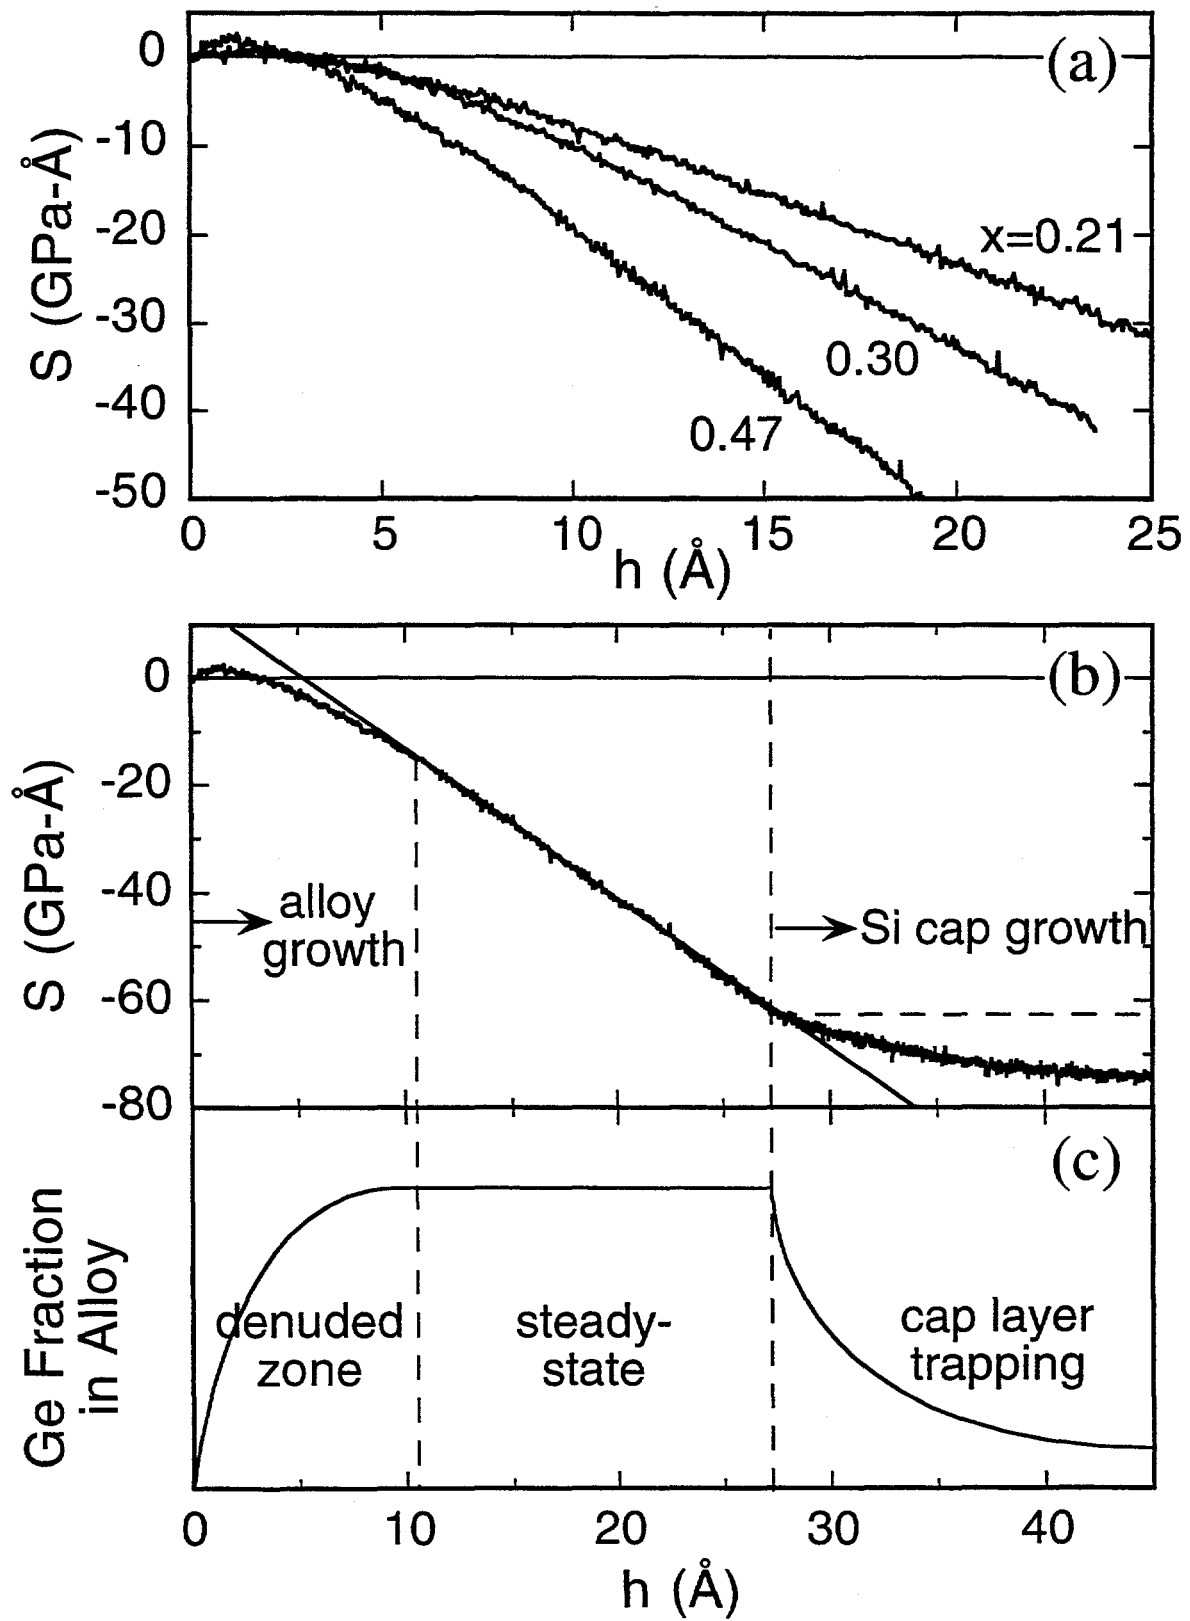 0
-10
-20
-30
-40
-50
S (GPa-Å)
(a)
x=0.21
0.30
0.47
0
5
10
15
20
25
h (Å)
0
-20
-40
-60
-80
S (GPa-Å)
(b)
alloy
growth
Si cap growth
(c)
Ge Fraction
in Alloy
denuded
zone
steady-
state
cap layer
trapping
0
10
20
30
40
h (Å)